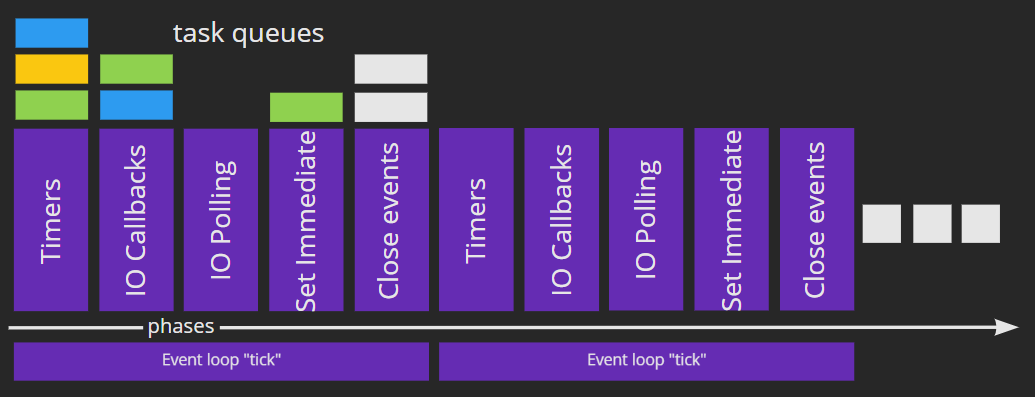 task queues
Timers
IO Callbacks
IO Polling
Set Immediate
Close events
Timers
IO Callbacks
IO Polling
Set Immediate
Close events
phases
Event loop "tick"
Event loop "tick"